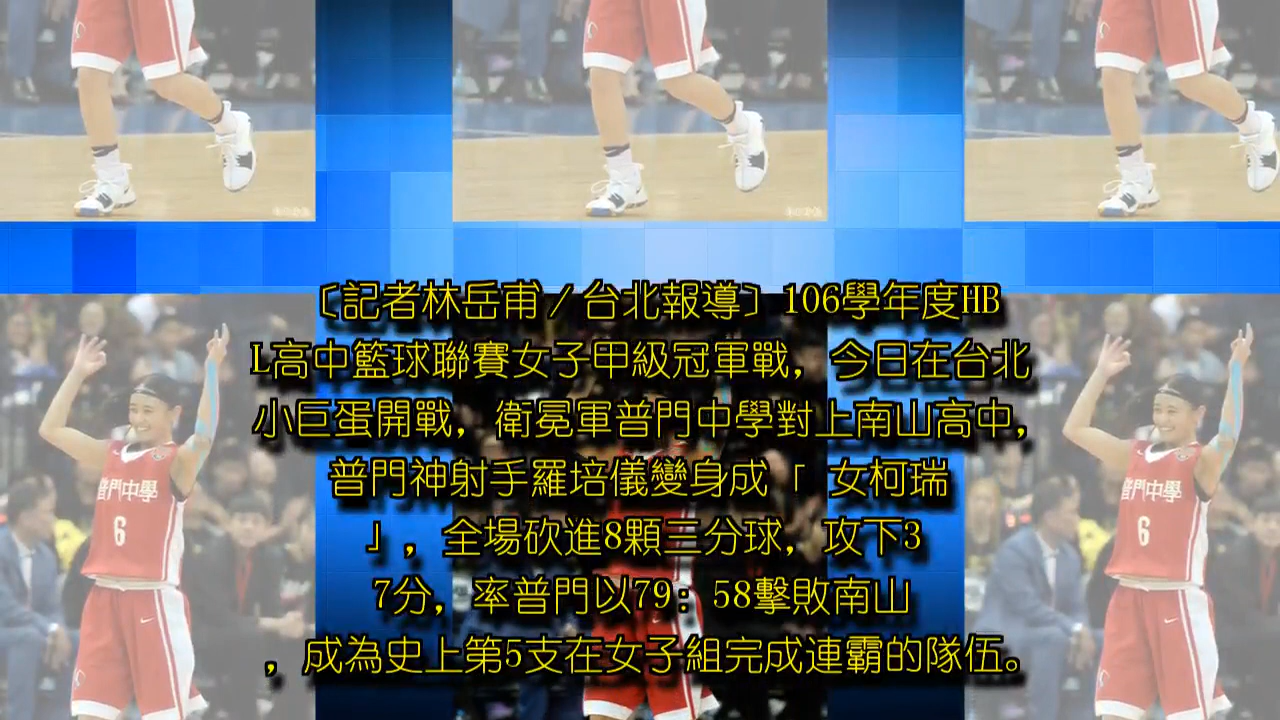 〔記者林岳甫／台北報導〕106學年度HB
L高中籃球聯賽女子甲級冠軍戰，今日在台北
小巨蛋開戰，衛冕軍普門中學對上南山高中，
普門神射手羅培儀變身成「女柯瑞
」，全場砍進8顆三分球，攻下3
7分，率普門以79：58擊敗南山
，成為史上第5支在女子組完成連霸的隊伍。
普門中學
6
普門中學
6